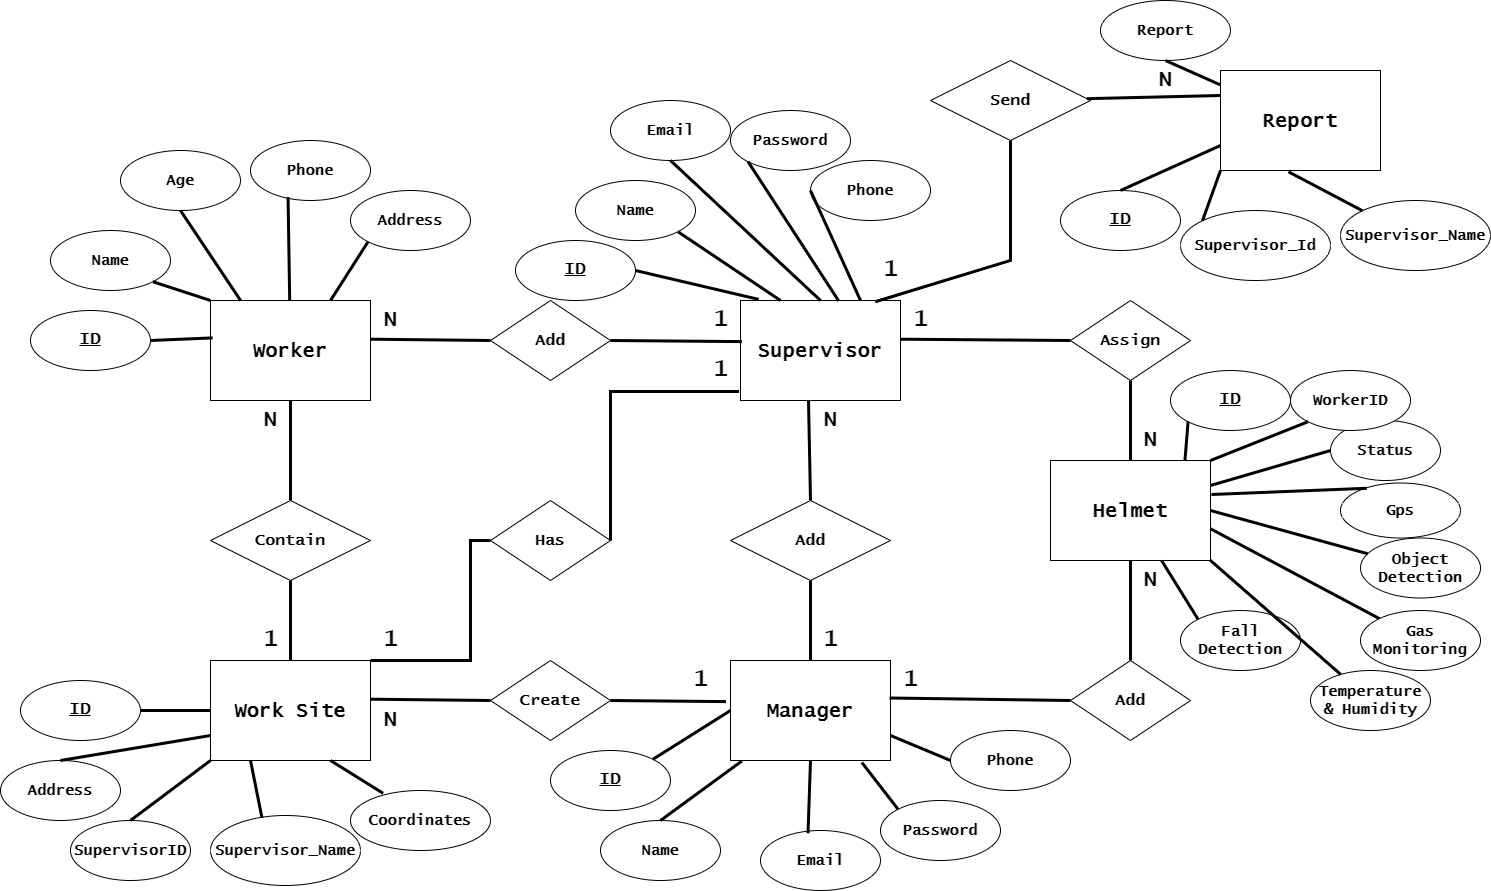 Report
Send
N
Report
Email
Password
Age
Phone
Phone
Name
Address
ID
Supervisor_Id
Supervisor_Name
Name
ID
1
ID
Worker
N
Add
1
Supervisor
1
Assign
1
N
N
N
ID
WorkerID
Status
Helmet
Gps
Contain
Has
Add
Object
Detection
N
1
1
1
Fall
Detection
Gas
Monitoring
ID
Work Site
N
Create
1
Manager
1
Add
Temperature
& Humidity
Address
SupervisorID
Supervisor_Name
Coordinates
ID
Name
Email
Password
Phone